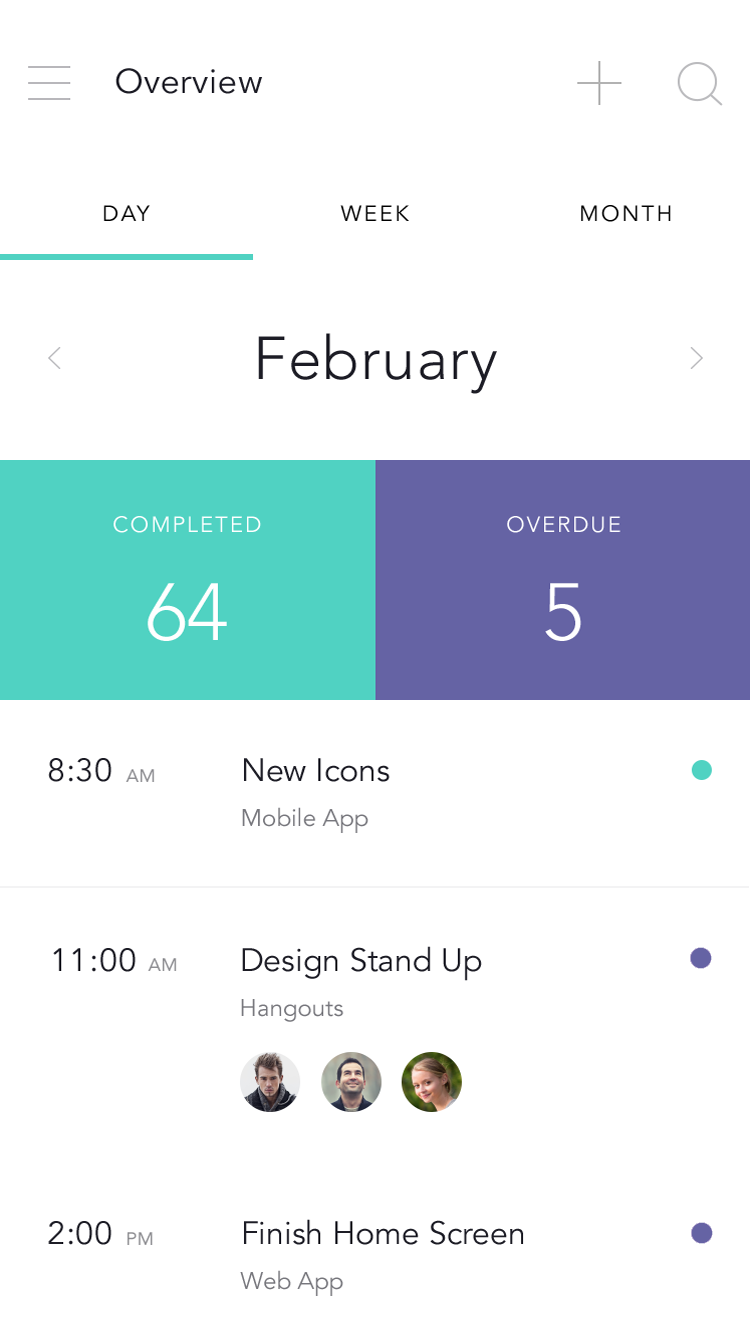 Overview
DAY WEEK MONTH
February
COMPLETED OVERDUE
64 5
8:30 AM New Icons
Mobile App
11:00 AM Design Stand Up
Hangouts
2:00 PM Finish Home Screen
Web App